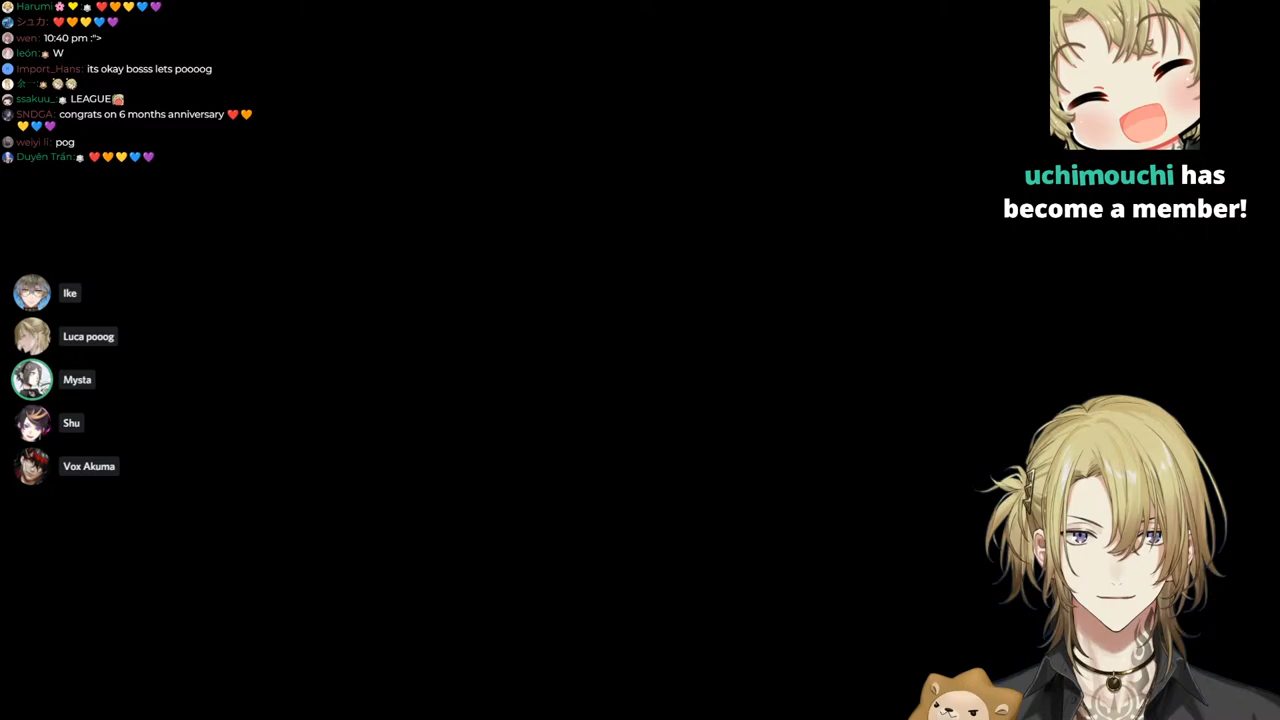 Harumi🌸💛: ❤️🧡💛💙💜
シュカ: ❤️🧡💛💙💜
wen: 10:40 pm :">
león: W
Import_Hans: its okay bosss lets poooog
ssakuu_: LEAGUE
SNDGA: congrats on 6 months anniversary ❤️🧡
💛💙💜
weiyi li: pog
Duyên Trần: ❤️🧡💛💙💜
uchimouchi has
become a member!
Ike
Luca pooog
Mysta
Shu
Vox Akuma